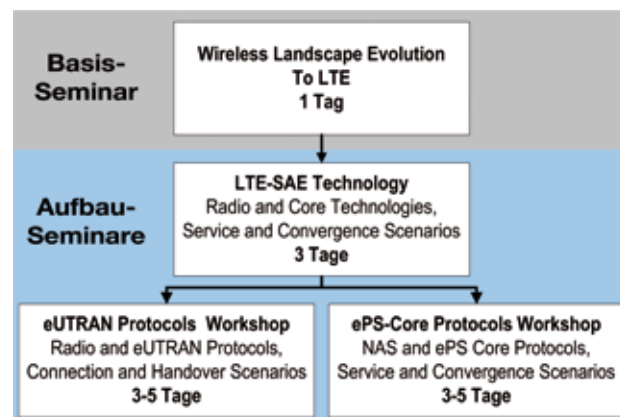 Basis-
Seminar
Wireless Landscape Evolution
To LTE
1 Tag
Aufbau-
Seminare
LTE-SAE Technology
Radio and Core Technologies,
Service and Convergence Scenarios
3 Tage
eUTRAN Protocols Workshop
Radio and eUTRAN Protocols,
Connection and Handover Scenarios
3-5 Tage
ePS-Core Protocols Workshop
NAS and ePS Core Protocols,
Service and Convergence Scenarios
3-5 Tage